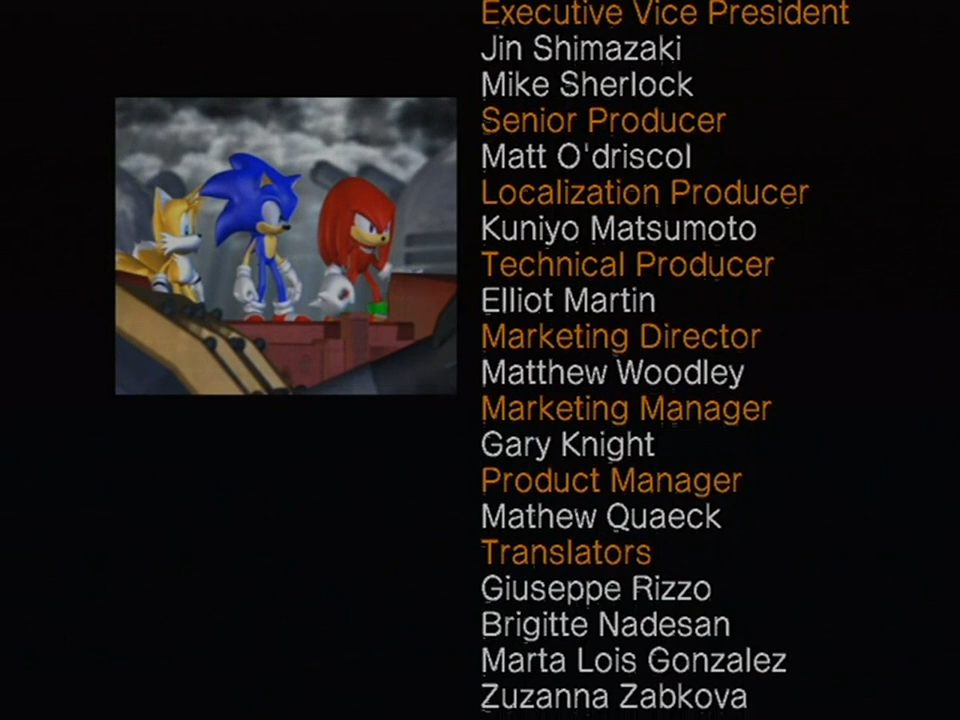 Executive Vice President
Jin Shimazaki
Mike Sherlock
Senior Producer
Matt O'driscol
Localization Producer
Kuniyo Matsumoto
Technical Producer
Elliot Martin
Marketing Director
Matthew Woodley
Marketing Manager
Gary Knight
Product Manager
Mathew Quaeck
Translators
Giuseppe Rizzo
Brigitte Nadesan
Marta Lois Gonzalez
Zuzanna Zabkova